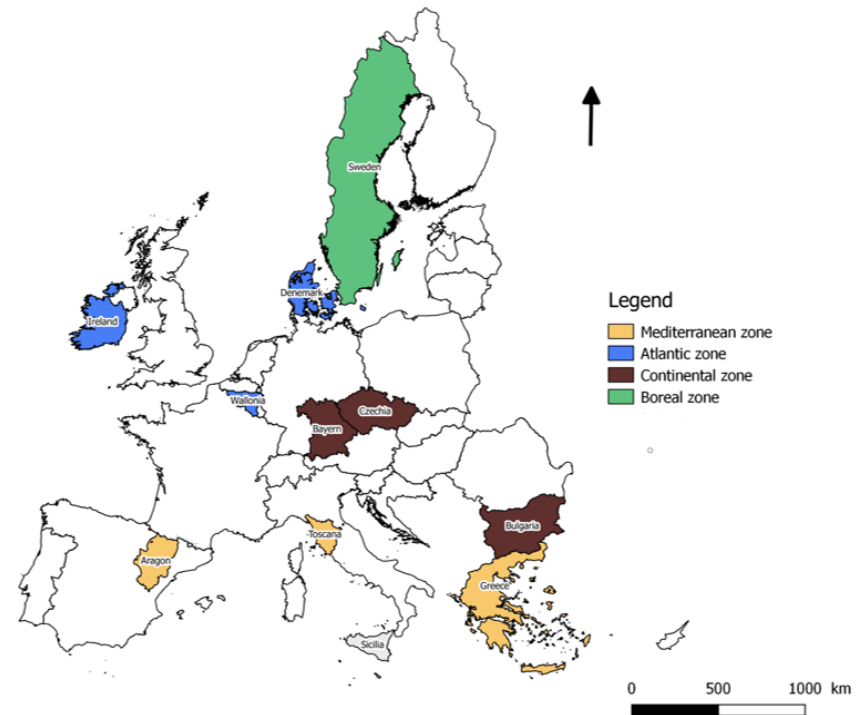 Sweden
Denemark
Ireland
Legend
Mediterranean zone
Atlantic zone
Continental zone
Boreal zone
Wallonia
Czechia
Bayern
Bulgaria
Toscana
Aragon
Greece
Sicilia
0 500 1000 km